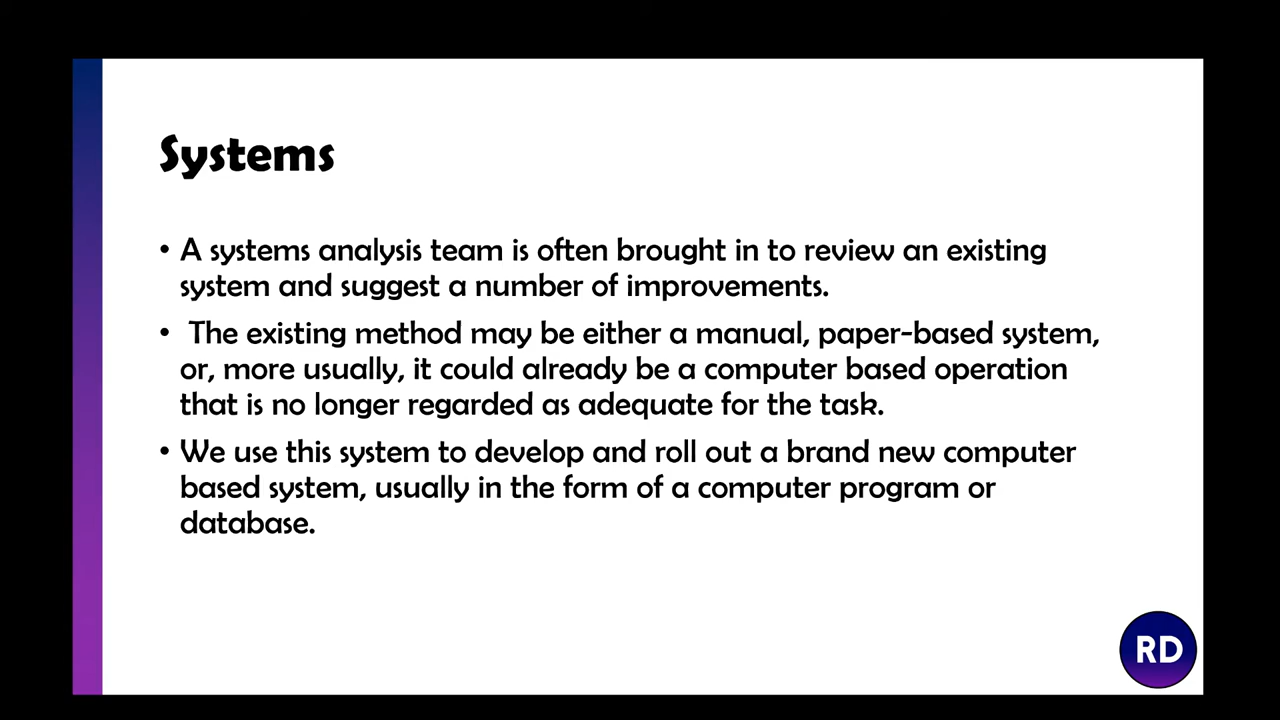 Systems
• A systems analysis team is often brought in to review an existing
system and suggest a number of improvements.
• The existing method may be either a manual, paper-based system,
or, more usually, it could already be a computer based operation
that is no longer regarded as adequate for the task.
• We use this system to develop and roll out a brand new computer
based system, usually in the form of a computer program or
database.
RD